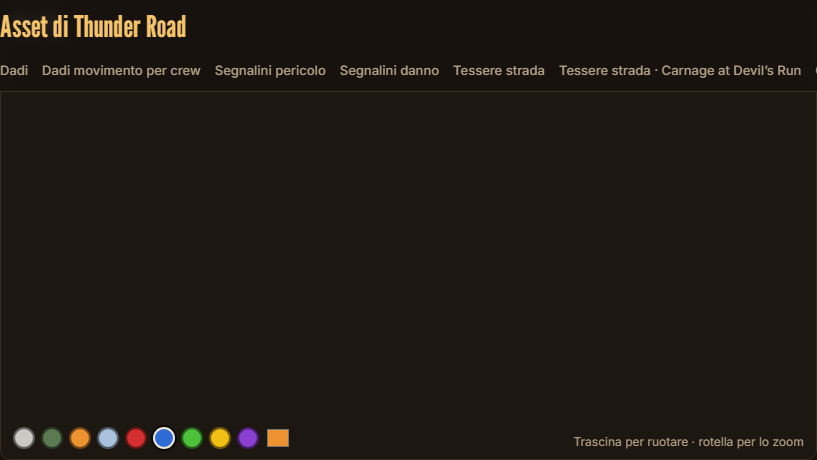 Asset di Thunder Road
Dadi Dadi movimento per crew Segnalini pericolo Segnalini danno Tessere strada Tessere strada · Carnage at Devil’s Run
Trascina per ruotare · rotella per lo zoom